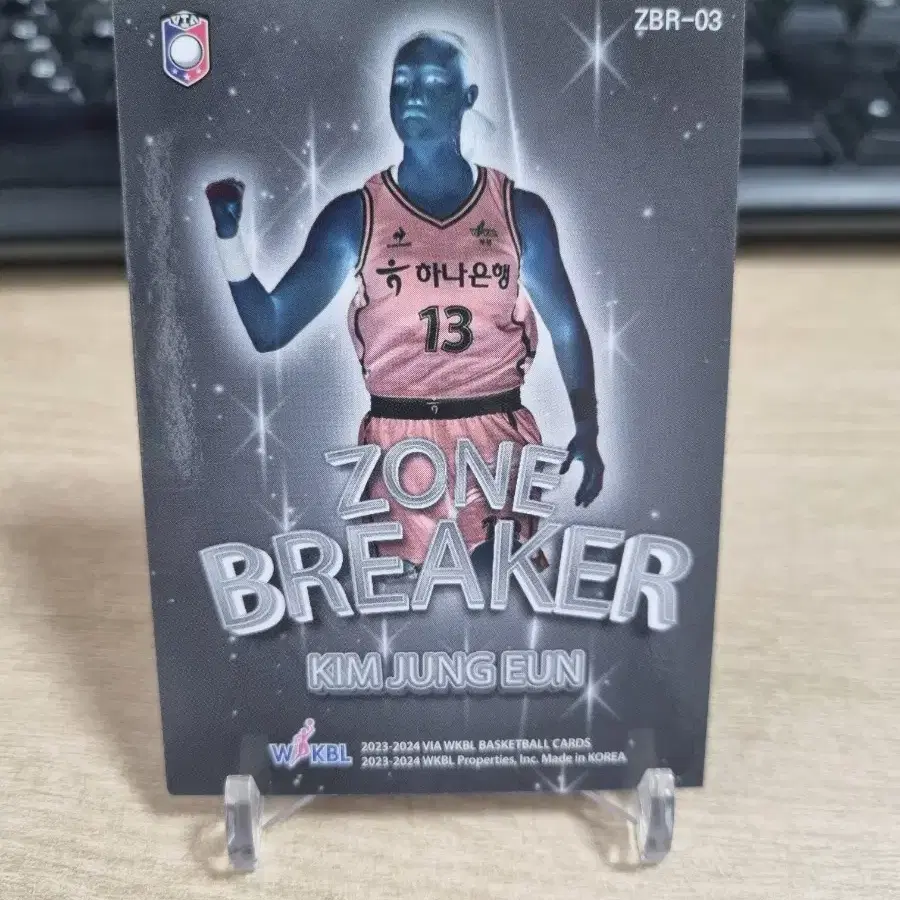 VIA
ZBR-03
하나은행
13
ZONE
BREAKER
KIM JUNG EUN
WKBL
2023-2024 VIA WKBL BASKETBALL CARDS
2023-2024 WKBL Properties, Inc. Made in KOREA